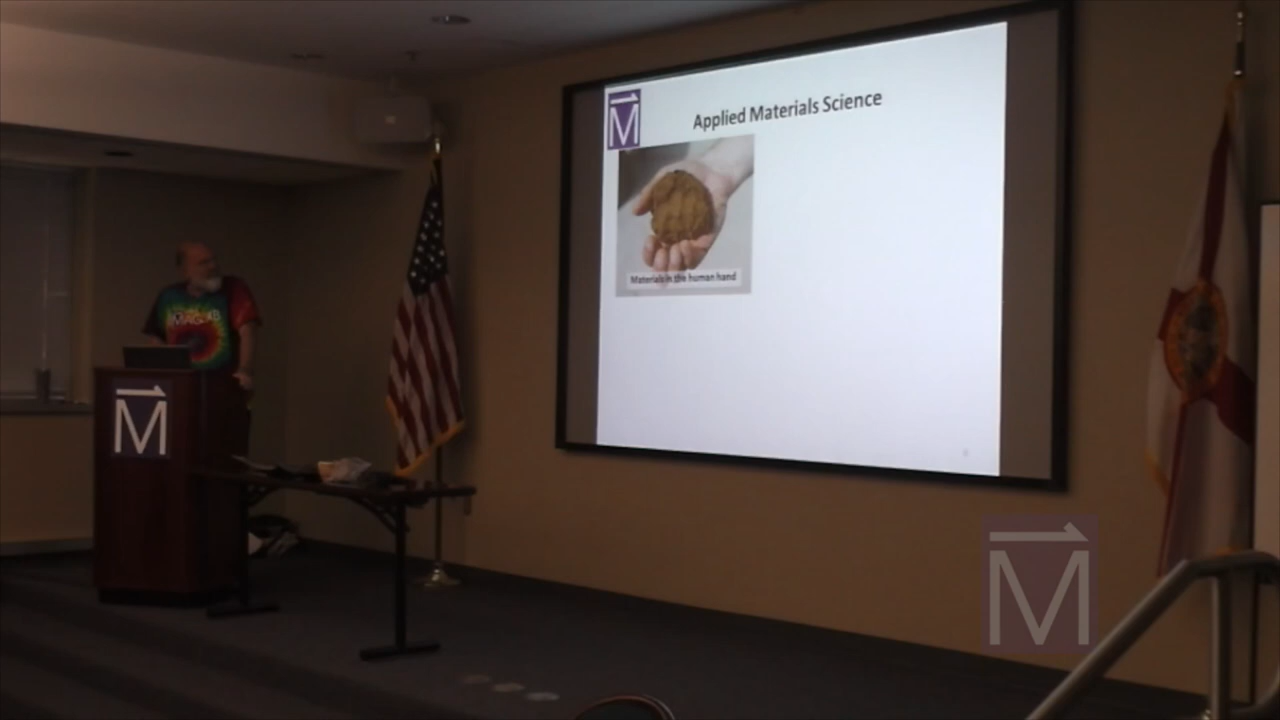 M
Applied Materials Science
Materials in the human hand
M
M